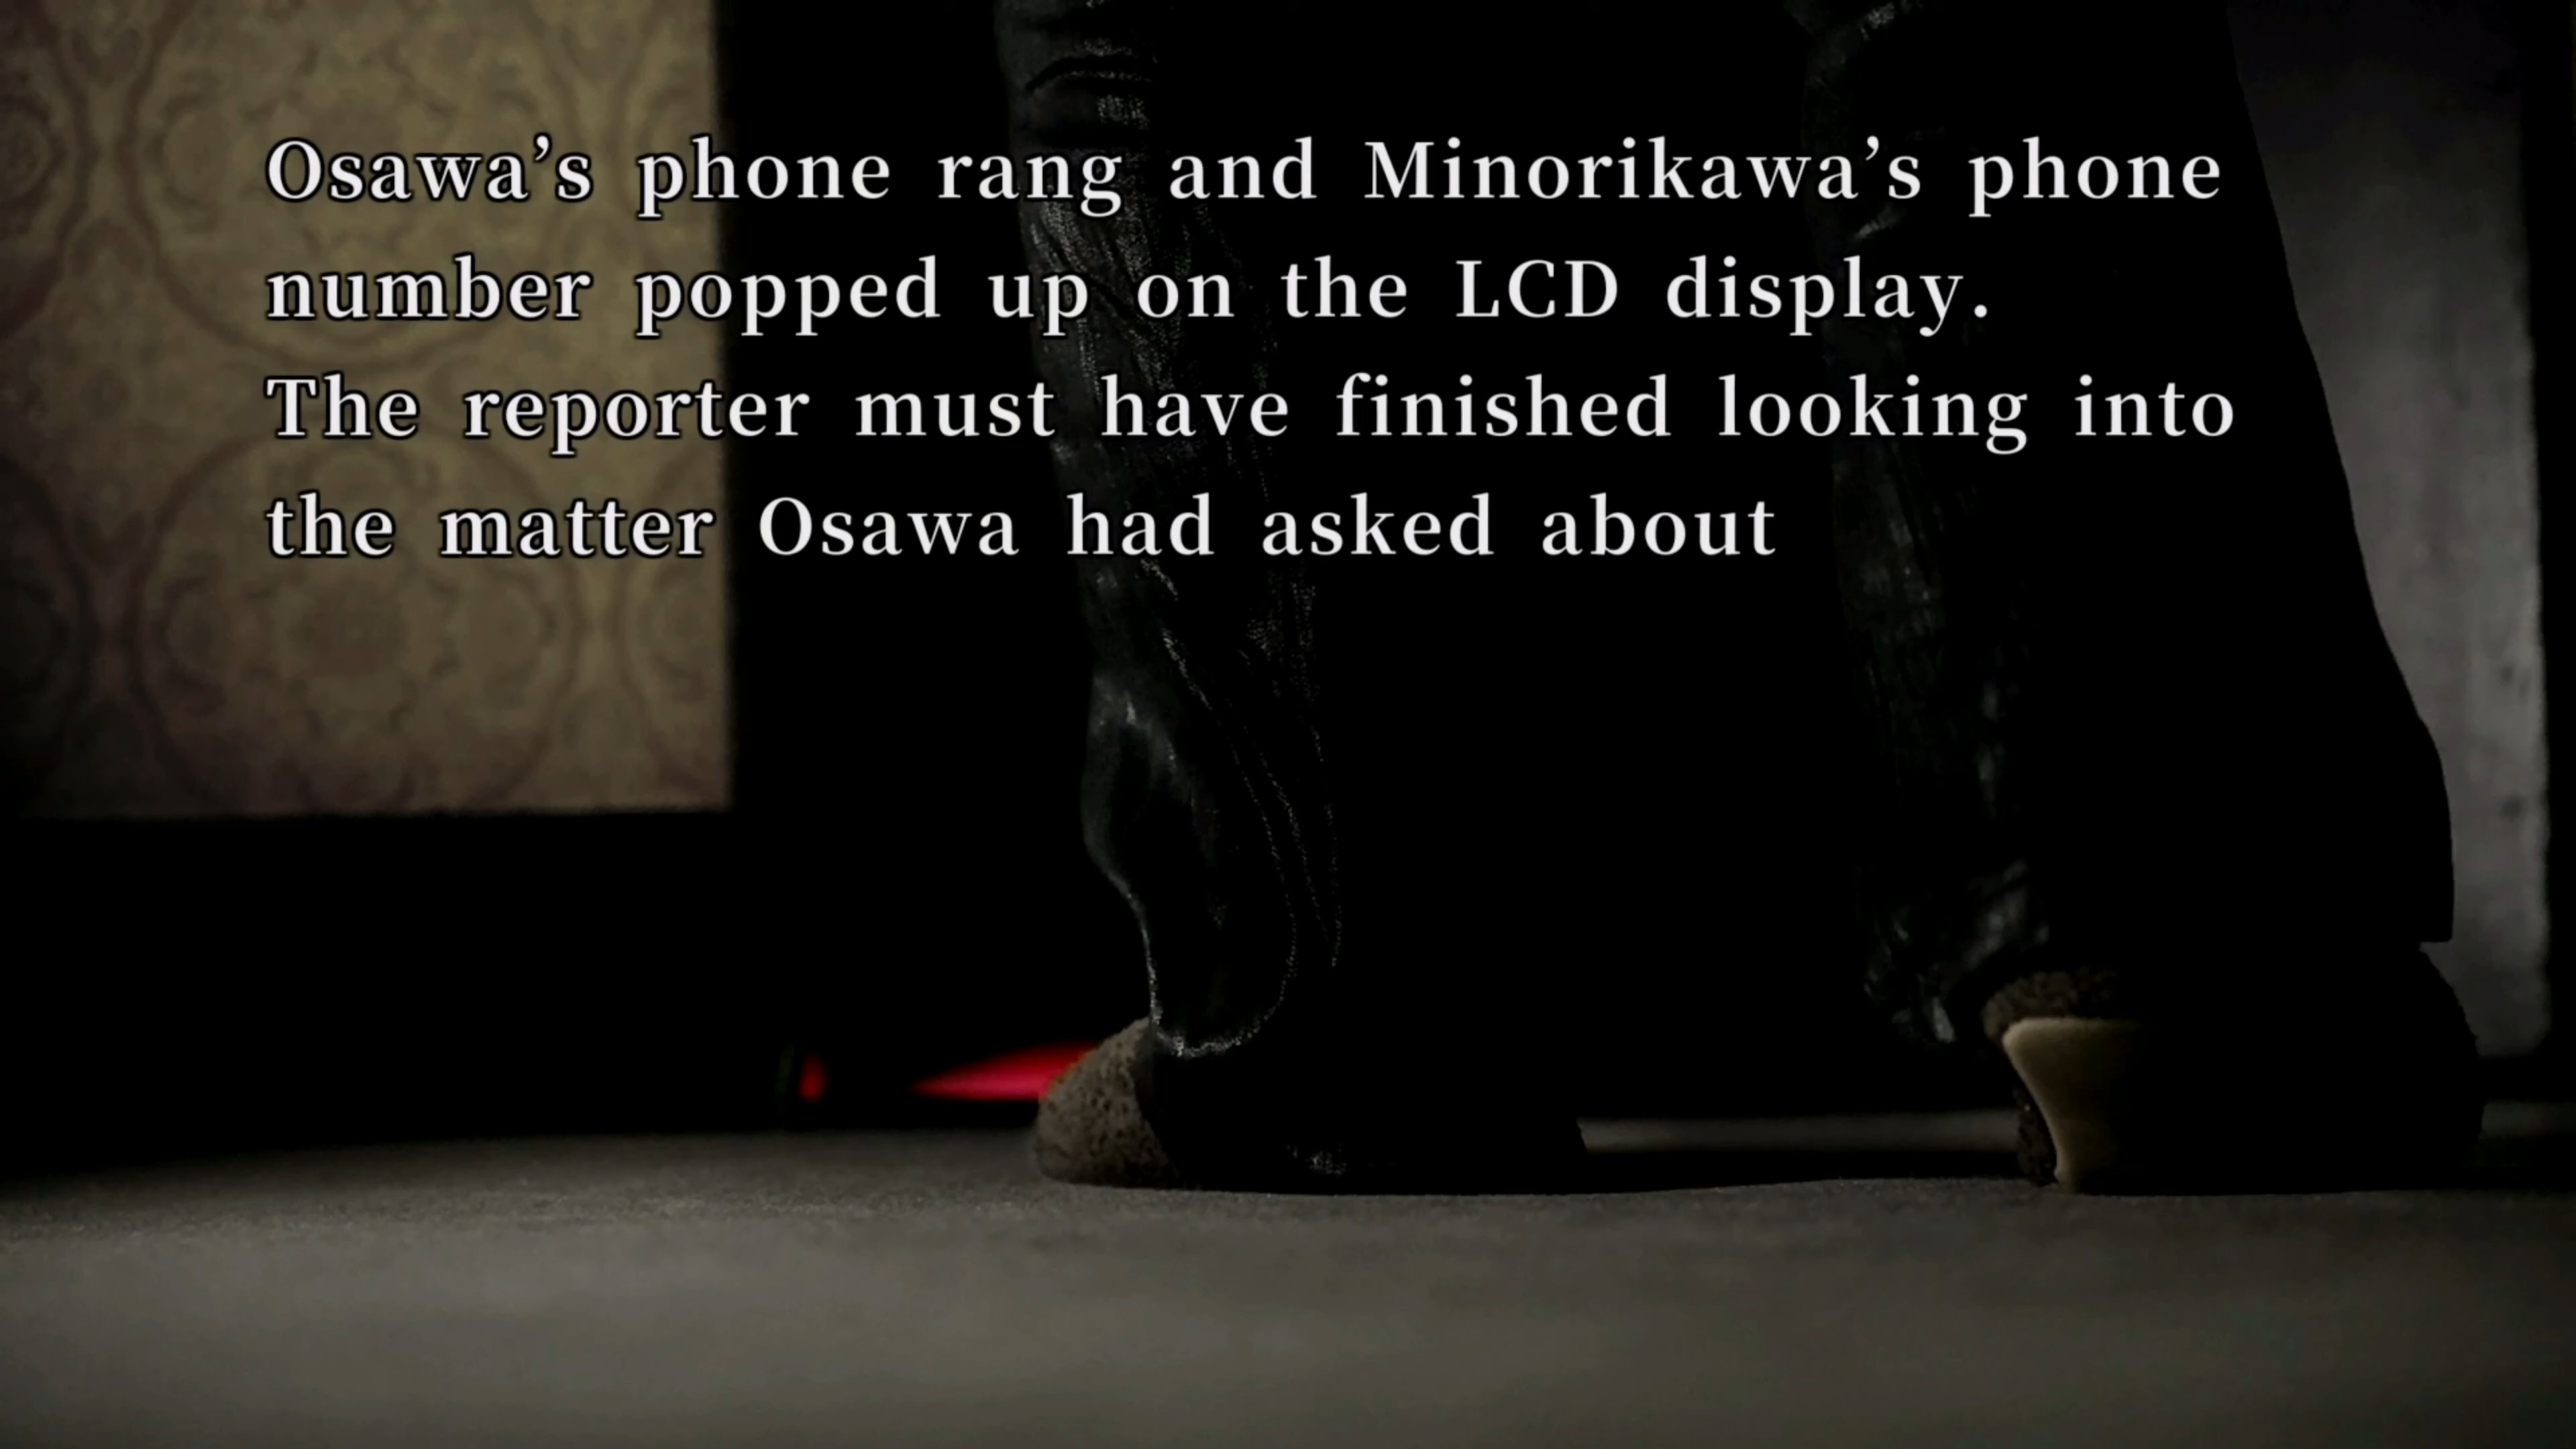 Osawa’s phone rang and Minorikawa’s phone
number popped up on the LCD display.
The reporter must have finished looking into
the matter Osawa had asked about